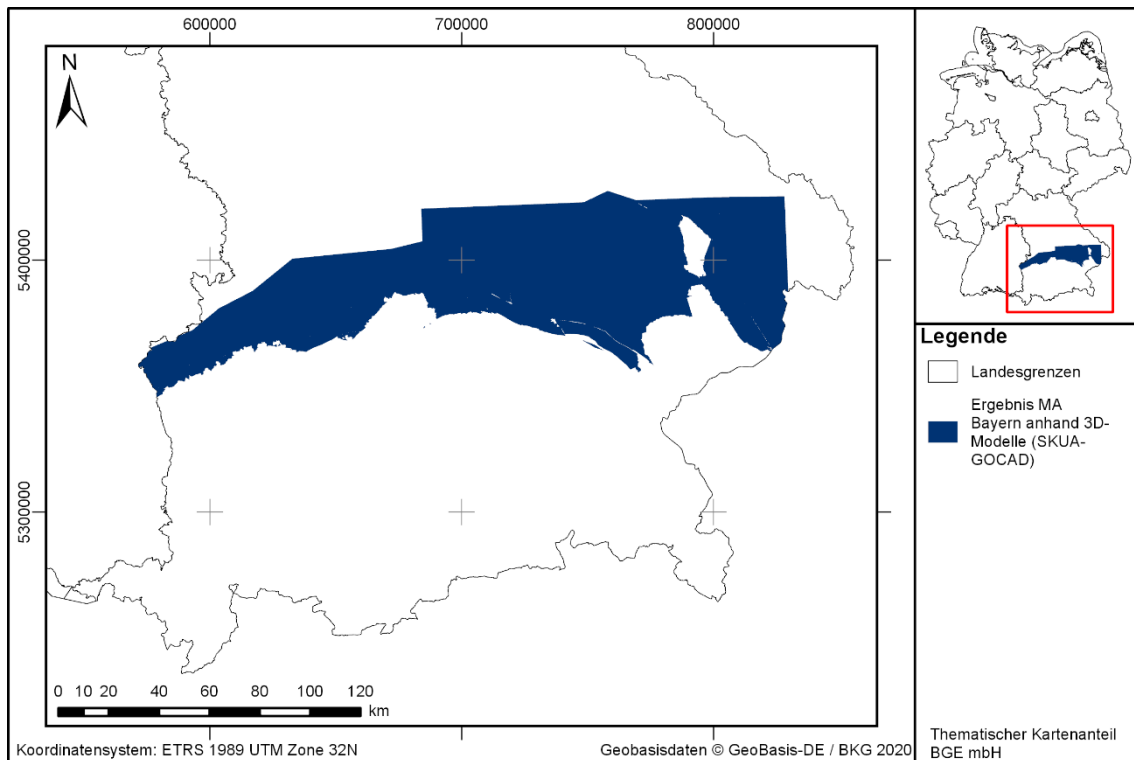 600000
700000
800000
N
5400000
5300000
0 10 20 40 60 80 100 120
km
Koordinatensystem: ETRS 1989 UTM Zone 32N
Geobasisdaten © GeoBasis-DE / BKG 2020
Legende
Landesgrenzen
Ergebnis MA
Bayern anhand 3D-
Modelle (SKUA-
GOCAD)
Thematischer Kartenanteil
BGE mbH